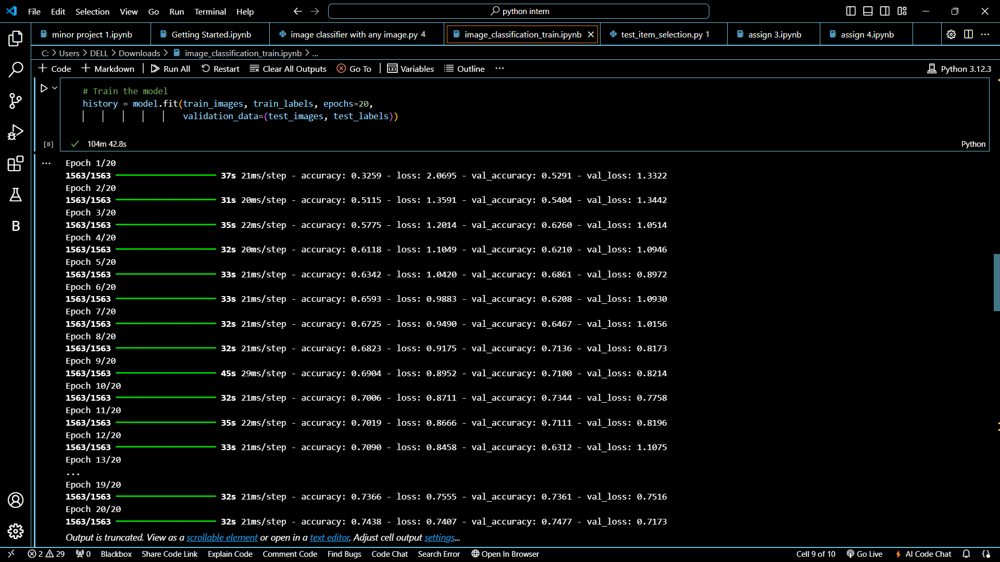 File Edit Selection View Go Run Terminal Help python intern
minor project 1.ipynb Getting Started.ipynb image classifier with any image.py 4 image_classification_train.ipynb test_item_selection.py 1 assign 3.ipynb assign 4.ipynb
C: > Users > DELL > Downloads > image_classification_train.ipynb > ...
+ Code + Markdown | Run All Restart Clear All Outputs Go To | Variables Outline ... Python 3.12.3
# Train the model
history = model.fit(train_images, train_labels, epochs=20,
validation_data=(test_images, test_labels))
[8] ✓ 104m 42.8s Python
... Epoch 1/20
1563/1563 37s 21ms/step - accuracy: 0.3259 - loss: 2.0695 - val_accuracy: 0.5291 - val_loss: 1.3322
Epoch 2/20
1563/1563 31s 20ms/step - accuracy: 0.5115 - loss: 1.3591 - val_accuracy: 0.5404 - val_loss: 1.3442
Epoch 3/20
1563/1563 35s 22ms/step - accuracy: 0.5775 - loss: 1.2014 - val_accuracy: 0.6260 - val_loss: 1.0514
Epoch 4/20
1563/1563 32s 20ms/step - accuracy: 0.6118 - loss: 1.1049 - val_accuracy: 0.6210 - val_loss: 1.0946
Epoch 5/20
1563/1563 33s 21ms/step - accuracy: 0.6342 - loss: 1.0420 - val_accuracy: 0.6861 - val_loss: 0.8972
Epoch 6/20
1563/1563 33s 21ms/step - accuracy: 0.6593 - loss: 0.9883 - val_accuracy: 0.6208 - val_loss: 1.0930
Epoch 7/20
1563/1563 32s 21ms/step - accuracy: 0.6725 - loss: 0.9490 - val_accuracy: 0.6467 - val_loss: 1.0156
Epoch 8/20
1563/1563 32s 21ms/step - accuracy: 0.6823 - loss: 0.9175 - val_accuracy: 0.7136 - val_loss: 0.8173
Epoch 9/20
1563/1563 45s 29ms/step - accuracy: 0.6904 - loss: 0.8952 - val_accuracy: 0.7100 - val_loss: 0.8214
Epoch 10/20
1563/1563 32s 21ms/step - accuracy: 0.7006 - loss: 0.8711 - val_accuracy: 0.7344 - val_loss: 0.7758
Epoch 11/20
1563/1563 35s 22ms/step - accuracy: 0.7019 - loss: 0.8666 - val_accuracy: 0.7111 - val_loss: 0.8196
Epoch 12/20
1563/1563 33s 21ms/step - accuracy: 0.7090 - loss: 0.8458 - val_accuracy: 0.6312 - val_loss: 1.1075
Epoch 13/20
...
Epoch 19/20
1563/1563 32s 21ms/step - accuracy: 0.7366 - loss: 0.7555 - val_accuracy: 0.7361 - val_loss: 0.7516
Epoch 20/20
1563/1563 32s 21ms/step - accuracy: 0.7438 - loss: 0.7407 - val_accuracy: 0.7477 - val_loss: 0.7173
Output is truncated. View as a scrollable element or open in a text editor. Adjust cell output settings...
2 29 0 Blackbox Share Code Link Explain Code Comment Code Find Bugs Code Chat Search Error Open In Browser Cell 9 of 10 Go Live AI Code Chat